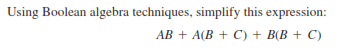 Using Boolean algebra techniques, simplify this expression:
AB + A(B + C) + B(B + C)